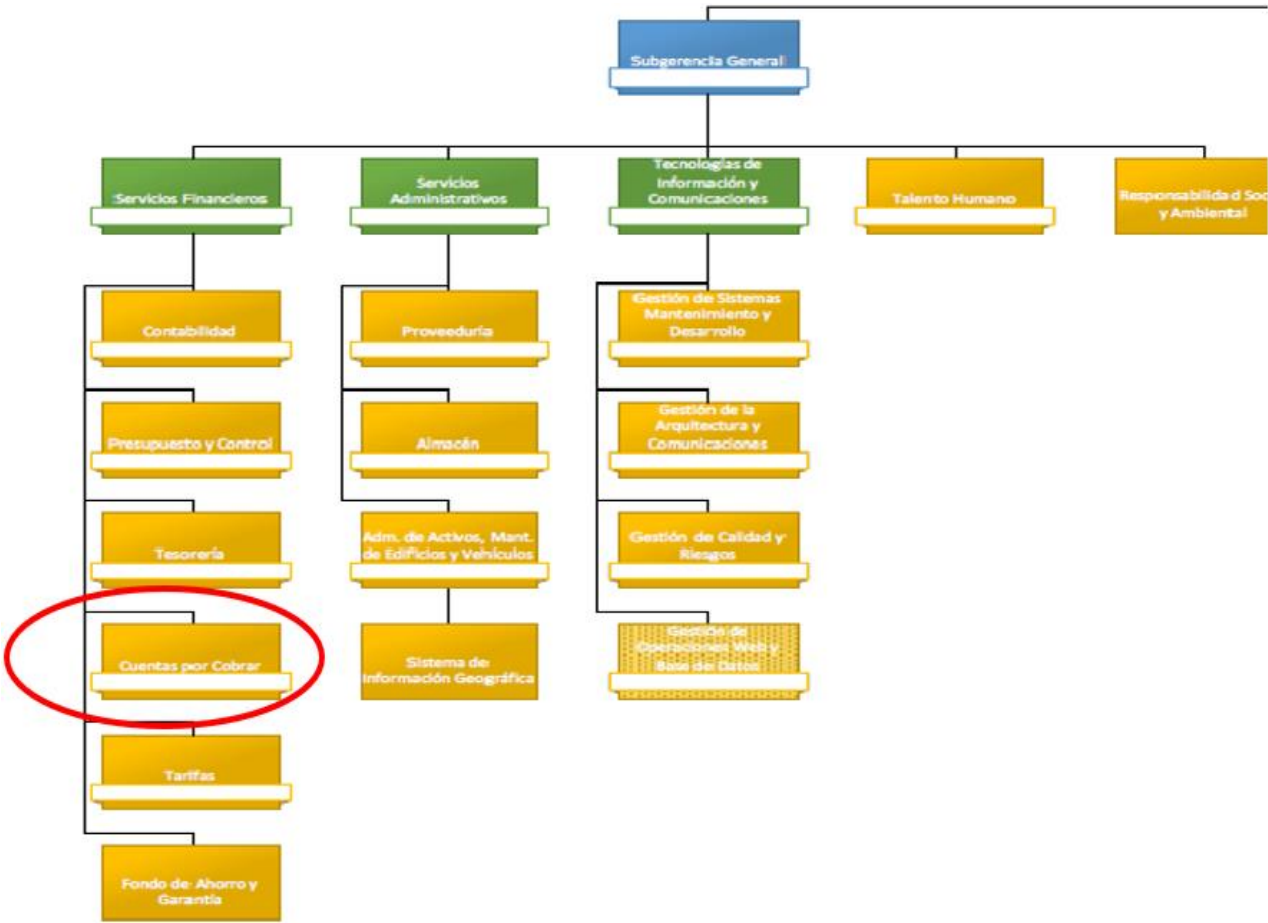 Subgerencia General
Servicios Financieros
Servicios
Administrativos
Tecnologías de
Información y
Comunicaciones
Talento Humano
Responsabilidad Soc
y Ambiental
Contabilidad
Presupuesto y Control
Tesorería
Cuentas por Cobrar
Tarifas
Fondo de Ahorro y
Garantía
Proveeduría
Almacén
Adm. de Activos, Mant.
de Edificios y Vehículos
Sistema de
Información Geográfica
Gestión de Sistemas
Mantenimiento y
Desarrollo
Gestión de la
Arquitectura y
Comunicaciones
Gestión de Calidad y
Riesgos
Gestión de
Operaciones Web y
Base de Datos